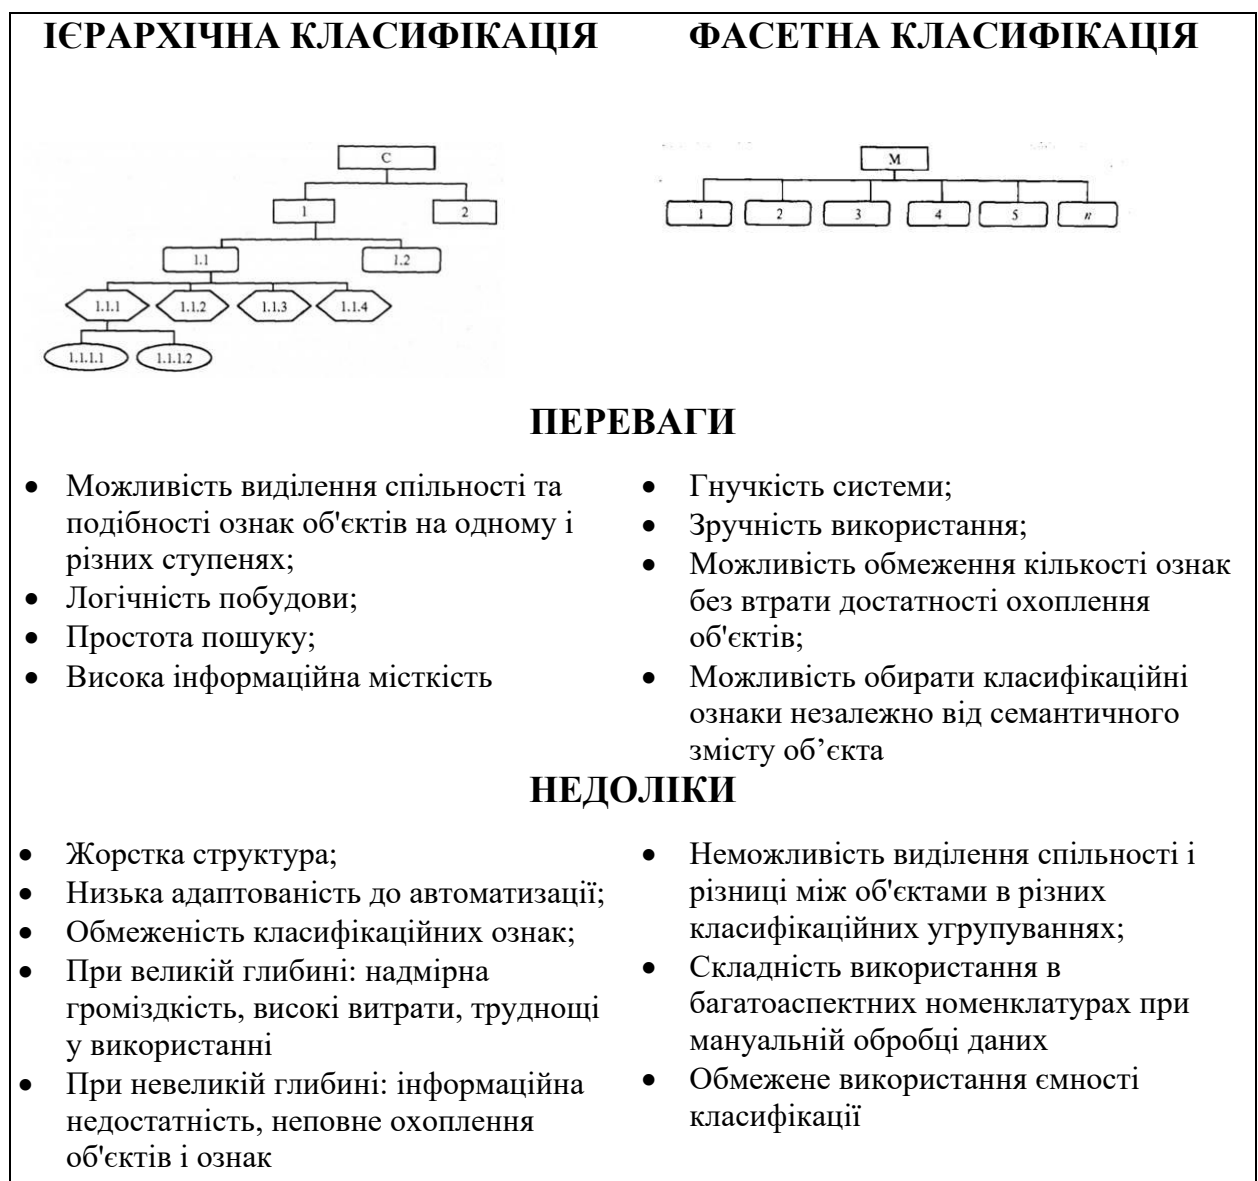 ІЄРАРХІЧНА КЛАСИФІКАЦІЯ
ФАСЕТНА КЛАСИФІКАЦІЯ
С
1
2
1.1
1.2
1.1.1
1.1.2
1.1.3
1.1.4
1.1.1.1
1.1.1.2
М
1
2
3
4
5
n
ПЕРЕВАГИ
• Можливість виділення спільності та
подібності ознак об'єктів на одному і
різних ступенях;
• Логічність побудови;
• Простота пошуку;
• Висока інформаційна місткість
• Гнучкість системи;
• Зручність використання;
• Можливість обмеження кількості ознак
без втрати достатності охоплення
об'єктів;
• Можливість обирати класифікаційні
ознаки незалежно від семантичного
змісту об’єкта
НЕДОЛІКИ
• Жорстка структура;
• Низька адаптованість до автоматизації;
• Обмеженість класифікаційних ознак;
• При великій глибині: надмірна
громіздкість, високі витрати, труднощі
у використанні
• При невеликій глибині: інформаційна
недостатність, неповне охоплення
об'єктів і ознак
• Неможливість виділення спільності і
різниці між об'єктами в різних
класифікаційних угрупуваннях;
• Складність використання в
багатоаспектних номенклатурах при
мануальній обробці даних
• Обмежене використання ємності
класифікації